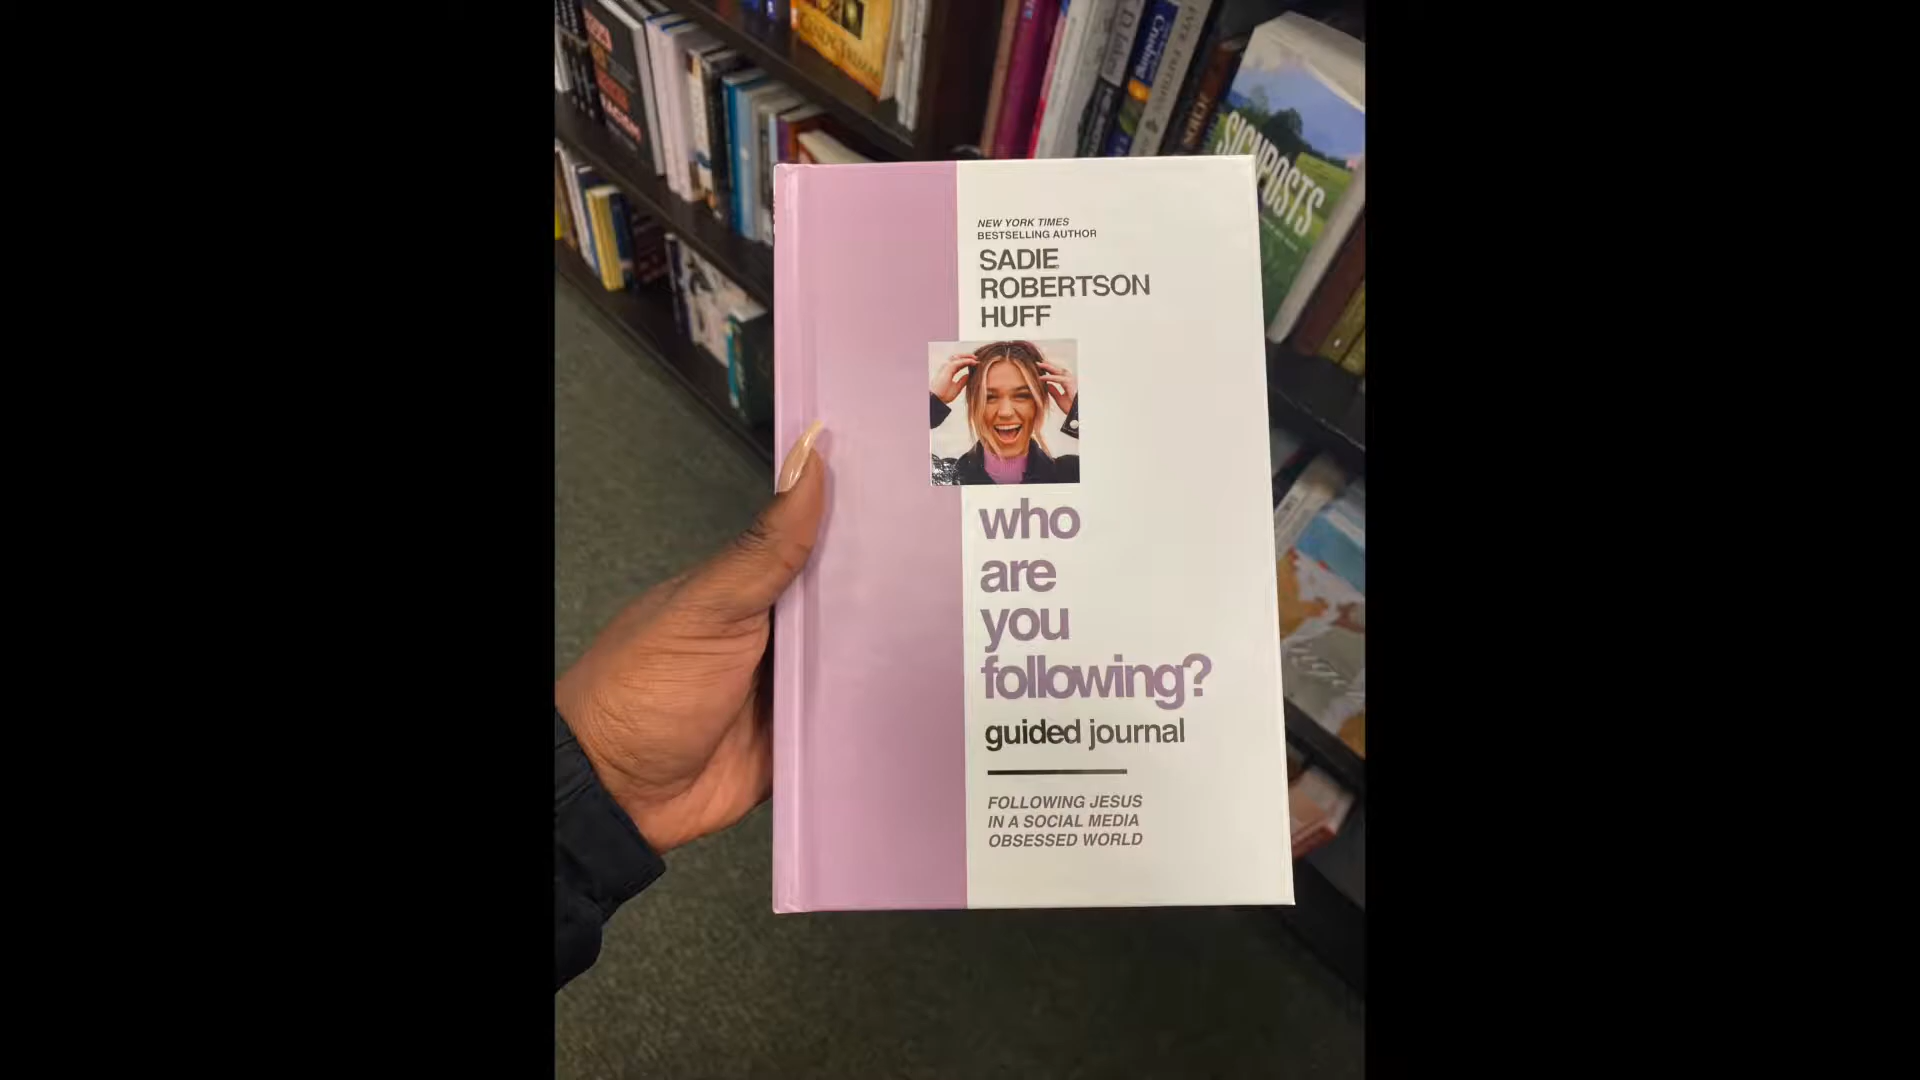 NEW YORK TIMES
BESTSELLING AUTHOR
SADIE
ROBERTSON
HUFF
who
are
you
following?
guided journal
FOLLOWING JESUS
IN A SOCIAL MEDIA
OBSESSED WORLD
SIGNPOSTS